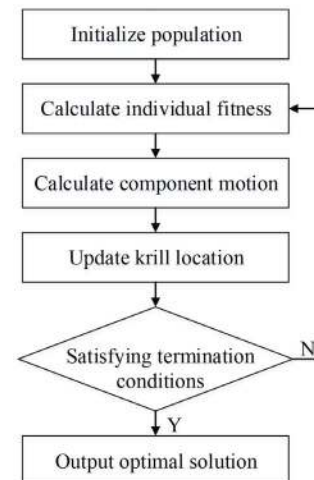 Initialize population
Calculate individual fitness
Calculate component motion
Update krill location
Satisfying termination
conditions
N
Y
Output optimal solution